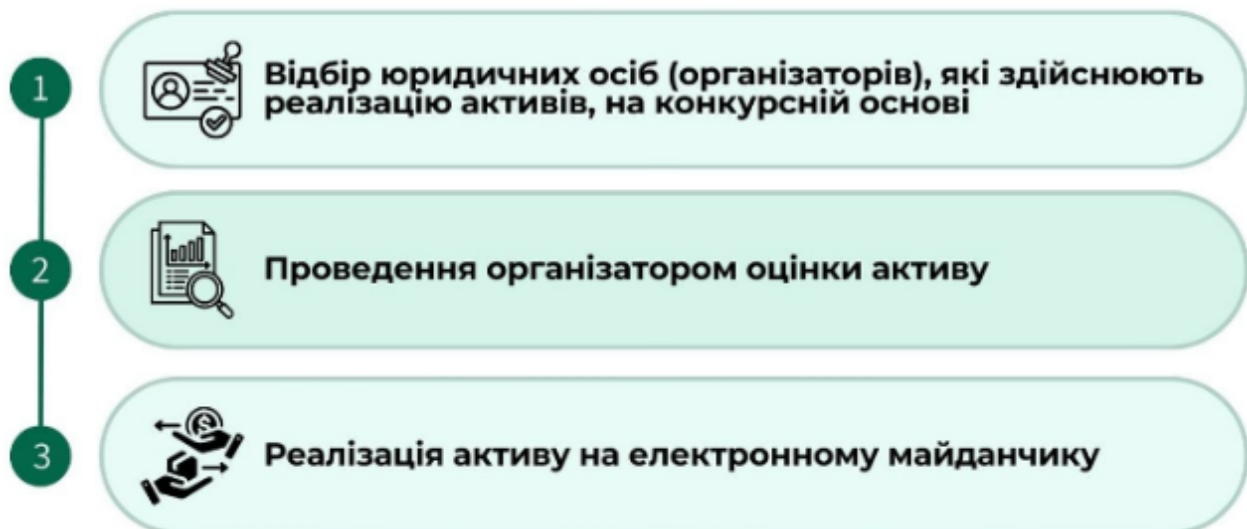 1
Відбір юридичних осіб (організаторів), які здійснюють
реалізацію активів, на конкурсній основі
2
Проведення організатором оцінки активу
3
Реалізація активу на електронному майданчику